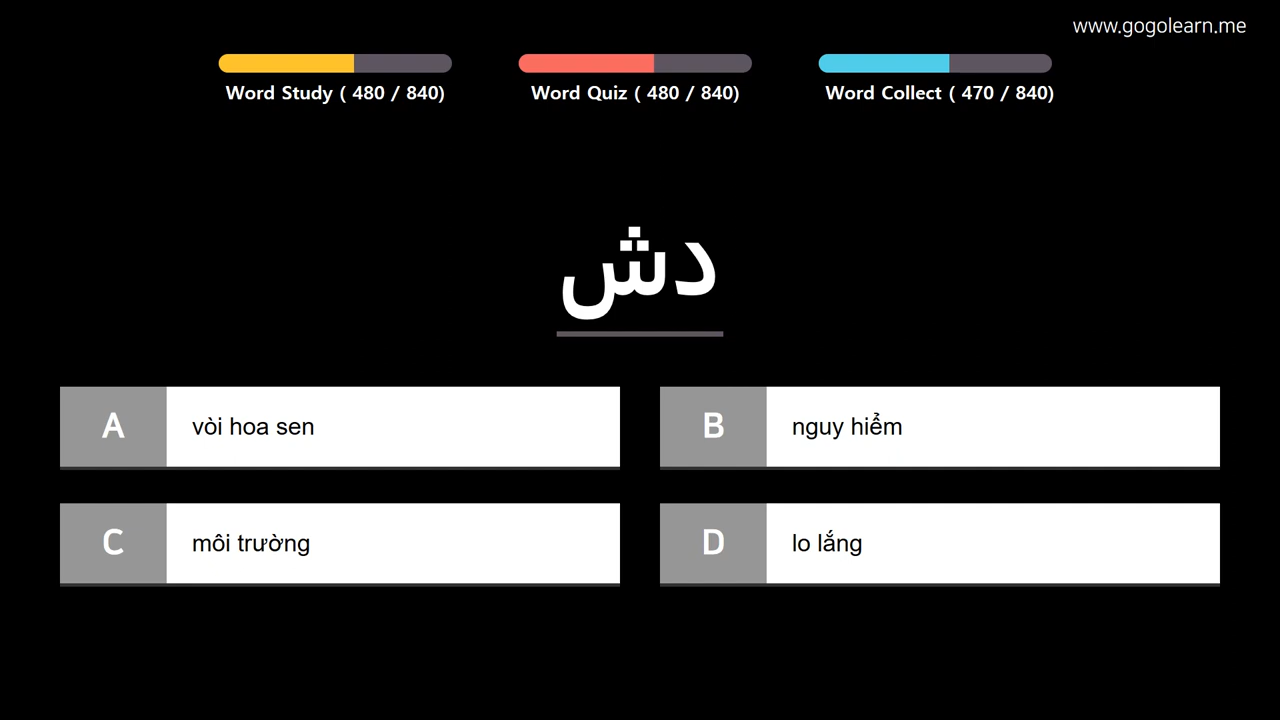 www.gogolearn.me
Word Study ( 480 / 840)
Word Quiz ( 480 / 840)
Word Collect ( 470 / 840)
دش
A vòi hoa sen
B nguy hiểm
C môi trường
D lo lắng